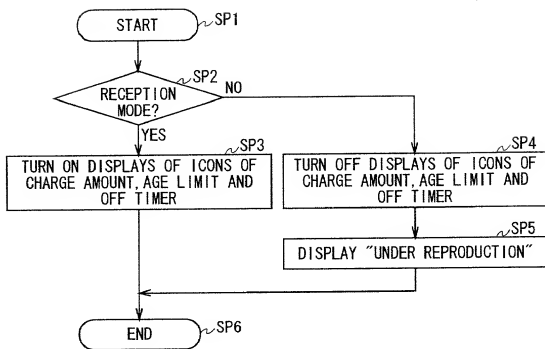 START
SP1
SP2
RECEPTION
MODE?
NO
YES
SP3
TURN ON DISPLAYS OF ICONS OF
CHARGE AMOUNT, AGE LIMIT AND
OFF TIMER
SP4
TURN OFF DISPLAYS OF ICONS OF
CHARGE AMOUNT, AGE LIMIT AND
OFF TIMER
SP5
DISPLAY "UNDER REPRODUCTION"
END
SP6